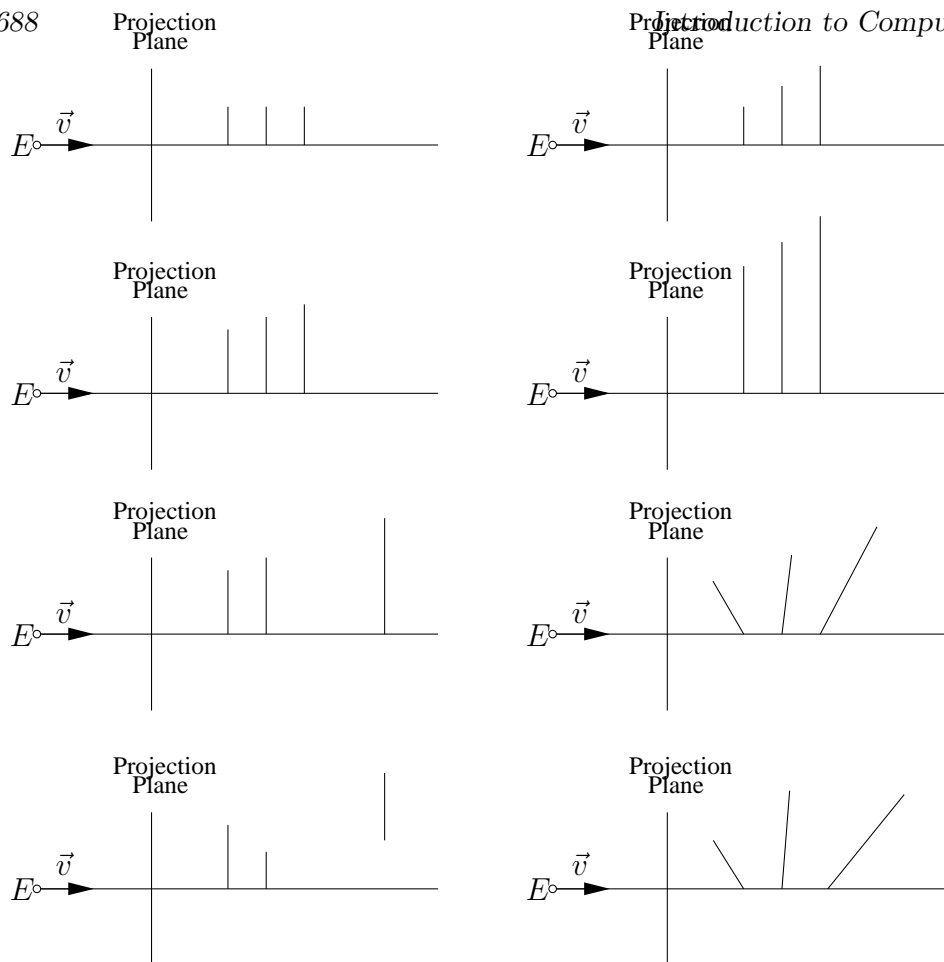 688
Introduction to Compu
Projection
Plane
E
v⃗
Projection
Plane
E
v⃗
Projection
Plane
E
v⃗
Projection
Plane
E
v⃗
Projection
Plane
E
v⃗
Projection
Plane
E
v⃗
Projection
Plane
E
v⃗
Projection
Plane
E
v⃗